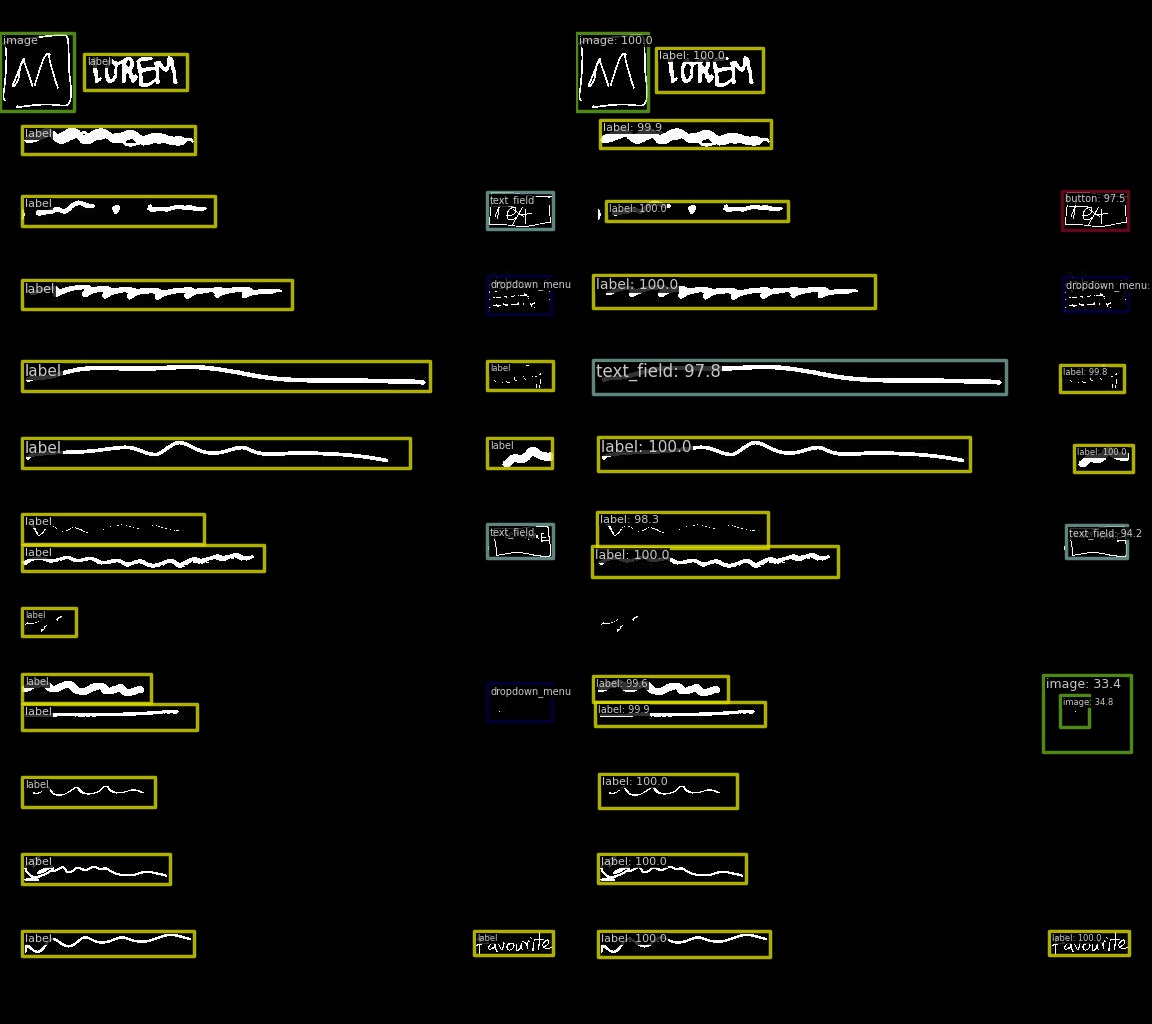 image image: 100.0
label label: 100.0
LOREM LOREM
label label: 99.9
label text_field label: 100.0 button: 97.5
label dropdown_menu label: 100.0 dropdown_menu:
label label text_field: 97.8 label: 99.8
label label label: 100.0 label: 100.0
label text_field label: 98.3 text_field: 94.2
label label: 100.0
label
label dropdown_menu label: 99.6 image: 33.4
label label: 99.9 image: 34.8
label label: 100.0
label label: 100.0
label label label: 100.0 label: 100.0
Favourite Favourite